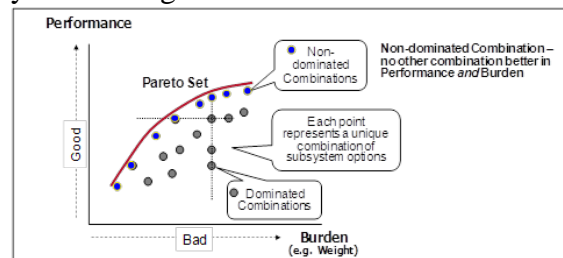 Performance
Non-
dominated
Combinations
Non-dominated Combination –
no other combination better in
Performance and Burden
Pareto Set
Each point
represents a unique
combination of
subsystem options
Good
Dominated
Combinations
Bad
Burden
(e.g. Weight)